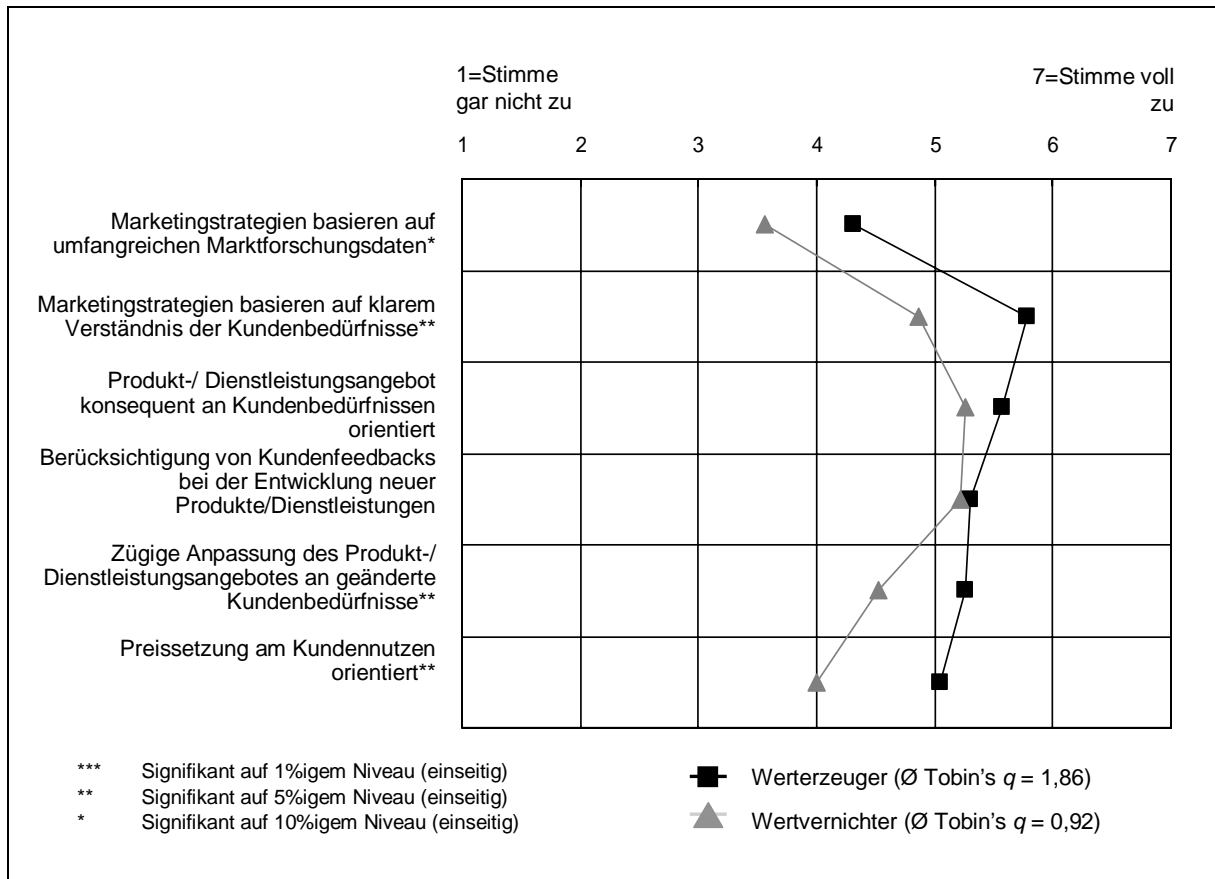 1=Stimme
gar nicht zu
7=Stimme voll
zu
1 2 3 4 5 6 7
Marketingstrategien basieren auf
umfangreichen Marktforschungsdaten*
Marketingstrategien basieren auf klarem
Verständnis der Kundenbedürfnisse**
Produkt-/ Dienstleistungsangebot
konsequent an Kundenbedürfnissen
orientiert
Berücksichtigung von Kundenfeedbacks
bei der Entwicklung neuer
Produkte/Dienstleistungen
Zügige Anpassung des Produkt-/
Dienstleistungsangebotes an geänderte
Kundenbedürfnisse**
Preissetzung am Kundennutzen
orientiert**
*** Signifikant auf 1%igem Niveau (einseitig)
** Signifikant auf 5%igem Niveau (einseitig)
* Signifikant auf 10%igem Niveau (einseitig)
Werterzeuger (Ø Tobin's q = 1,86)
Wertvernichter (Ø Tobin's q = 0,92)